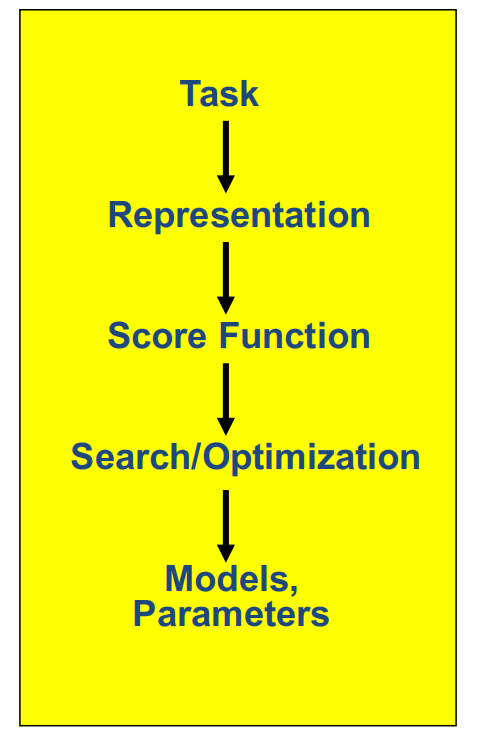 Task
Representation
Score Function
Search/Optimization
Models,
Parameters